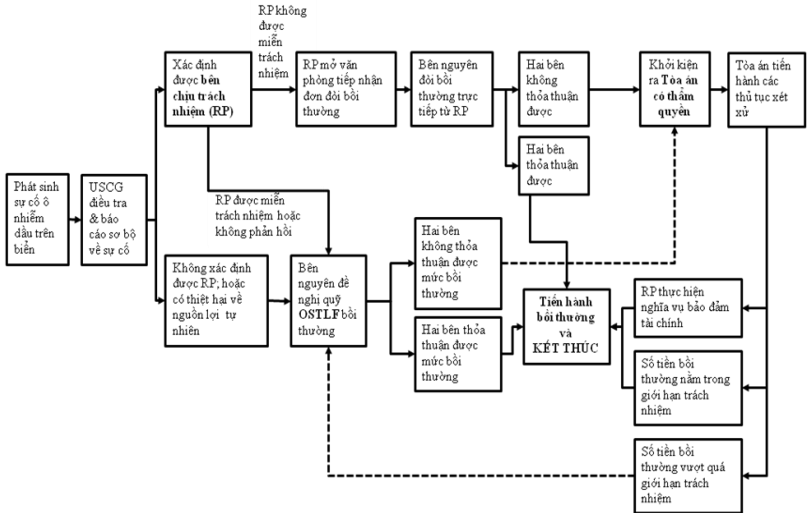 RP không
được
miễn
trách
nhiệm
Xác định
được bên
chịu trách
nhiệm (RP)
RP mở văn
phòng tiếp nhận
đơn đòi bồi
thường
Bên nguyên
đòi bồi
thường trực
tiếp từ RP
Hai bên
không
thỏa thuận
được
Khởi kiện
ra Tòa án
có thẩm
quyền
Tòa án tiến
hành các
thủ tục xét
xử
Hai bên
thỏa thuận
được
Phát sinh
sự cố ô
nhiễm
dầu trên
biển
USCG
điều tra
& báo
cáo sơ bộ
về sự cố
RP được miễn
trách nhiệm hoặc
không phản hồi
Không xác định
được RP; hoặc
có thiệt hại về
nguồn lợi tự
nhiên
Bên
nguyên đề
nghị quỹ
OSTLF bồi
thường
Hai bên
không thỏa
thuận được
mức bồi
thường
Hai bên thỏa
thuận được
mức bồi
thường
Tiến hành
bồi thường
và
KẾT THÚC
RP thực hiện
nghĩa vụ bảo đảm
tài chính
Số tiền bồi
thường nằm trong
giới hạn trách
nhiệm
Số tiền bồi
thường vượt quá
giới hạn trách
nhiệm